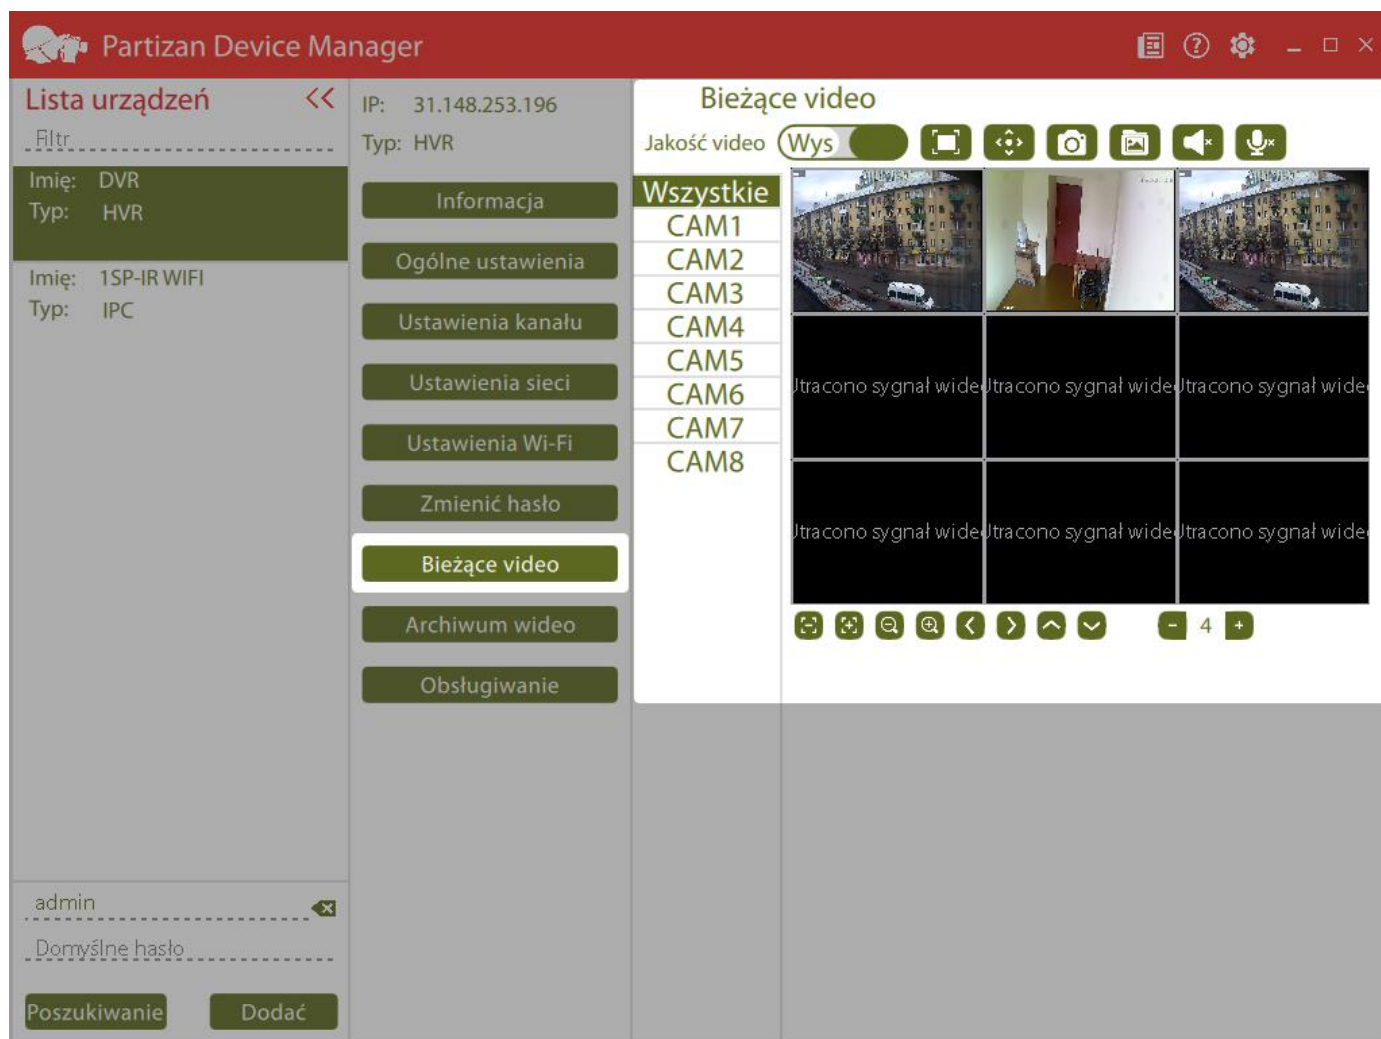 Partizan Device Manager
Lista urządzeń <<
Filtr
Imię: DVR
Typ: HVR
Imię: 1SP-IR WIFI
Typ: IPC
admin
Domyślne hasło
Poszukiwanie Dodać
IP: 31.148.253.196
Typ: HVR
Informacja
Ogólne ustawienia
Ustawienia kanału
Ustawienia sieci
Ustawienia Wi-Fi
Zmienić hasło
Bieżące video
Archiwum wideo
Obsługiwanie
Bieżące video
Jakość video Wys
Wszystkie
CAM1
CAM2
CAM3
CAM4
CAM5
CAM6
CAM7
CAM8
Utracono sygnał wide Utracono sygnał wide Utracono sygnał wide
Utracono sygnał wide Utracono sygnał wide Utracono sygnał wide
- 4 +